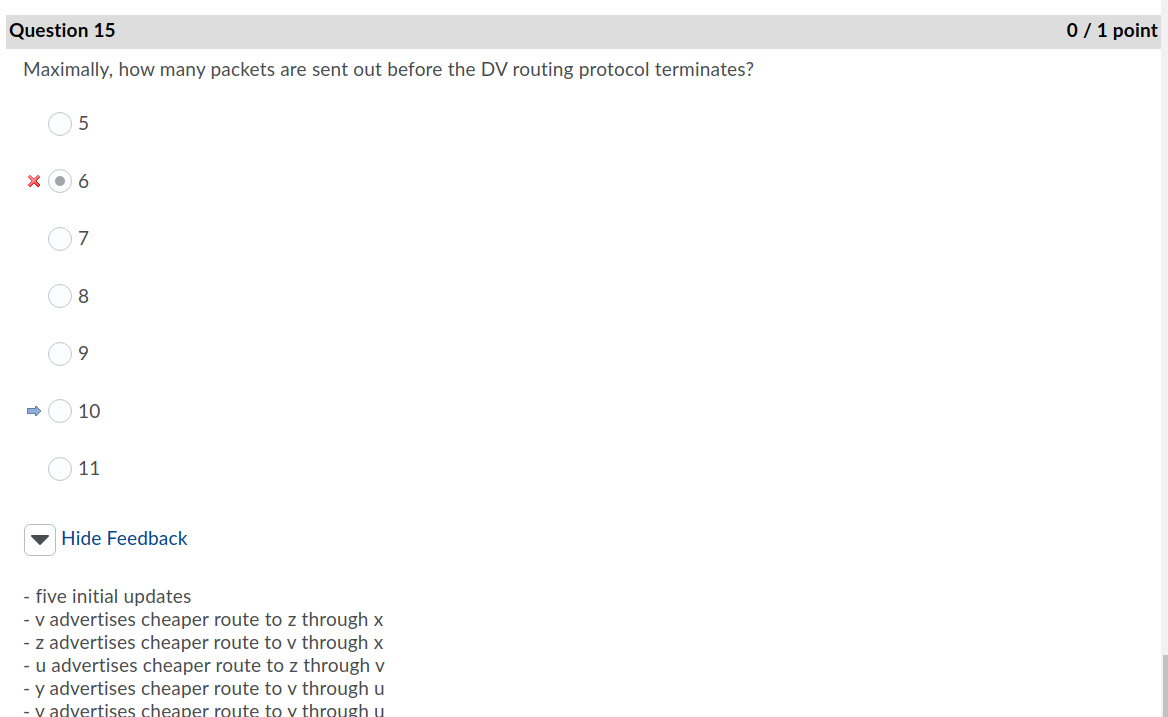 Question 15
0 / 1 point
Maximally, how many packets are sent out before the DV routing protocol terminates?
5
6
7
8
9
10
11
Hide Feedback
- five initial updates
- v advertises cheaper route to z through x
- z advertises cheaper route to v through x
- u advertises cheaper route to z through v
- y advertises cheaper route to v through u
- y advertises cheaper route to v through u